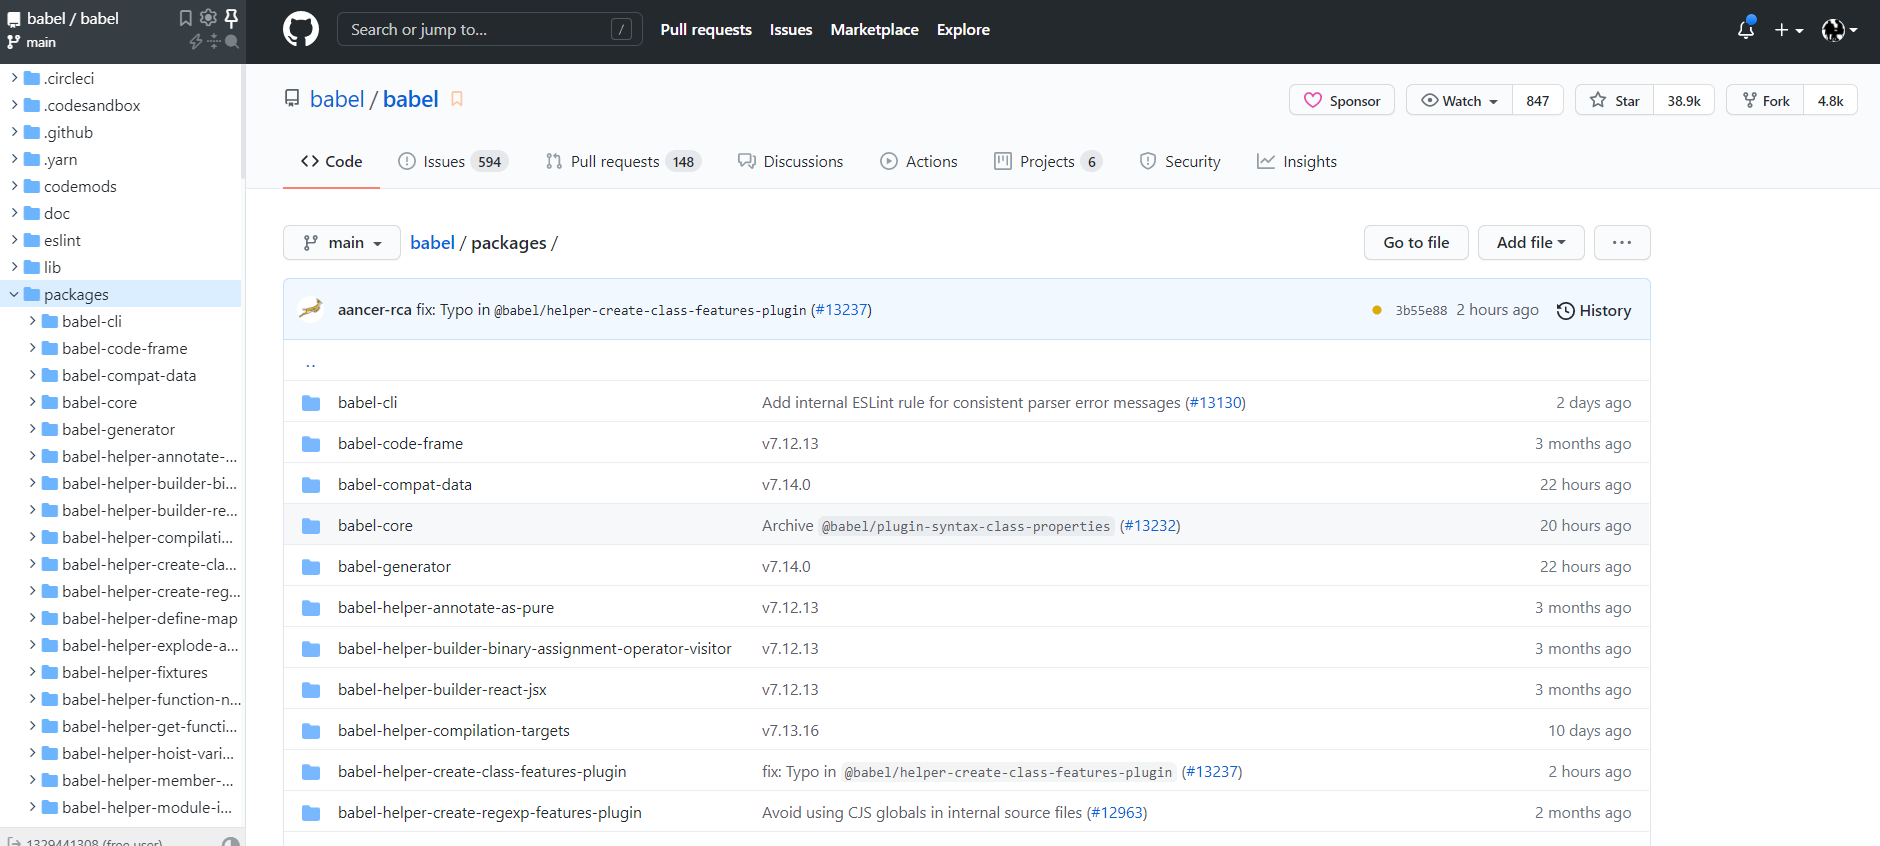 babel / babel
main
.circleci
.codesandbox
.github
.yarn
codemods
doc
eslint
lib
packages
babel-cli
babel-code-frame
babel-compat-data
babel-core
babel-generator
babel-helper-annotate-...
babel-helper-builder-bi...
babel-helper-builder-re...
babel-helper-compilati...
babel-helper-create-cla...
babel-helper-create-reg...
babel-helper-define-map
babel-helper-explode-a...
babel-helper-fixtures
babel-helper-function-n...
babel-helper-get-functi...
babel-helper-hoist-vari...
babel-helper-member-...
babel-helper-module-i...
1329441308 (free user)
Search or jump to... /
Pull requests Issues Marketplace Explore
babel / babel
Sponsor Watch 847 Star 38.9k Fork 4.8k
Code Issues 594 Pull requests 148 Discussions Actions Projects 6 Security Insights
main babel / packages / Go to file Add file ...
aancer-rca fix: Typo in @babel/helper-create-class-features-plugin (#13237) 3b55e88 2 hours ago History
..
babel-cli Add internal ESLint rule for consistent parser error messages (#13130) 2 days ago
babel-code-frame v7.12.13 3 months ago
babel-compat-data v7.14.0 22 hours ago
babel-core Archive @babel/plugin-syntax-class-properties (#13232) 20 hours ago
babel-generator v7.14.0 22 hours ago
babel-helper-annotate-as-pure v7.12.13 3 months ago
babel-helper-builder-binary-assignment-operator-visitor v7.12.13 3 months ago
babel-helper-builder-react-jsx v7.12.13 3 months ago
babel-helper-compilation-targets v7.13.16 10 days ago
babel-helper-create-class-features-plugin fix: Typo in @babel/helper-create-class-features-plugin (#13237) 2 hours ago
babel-helper-create-regexp-features-plugin Avoid using CJS globals in internal source files (#12963) 2 months ago